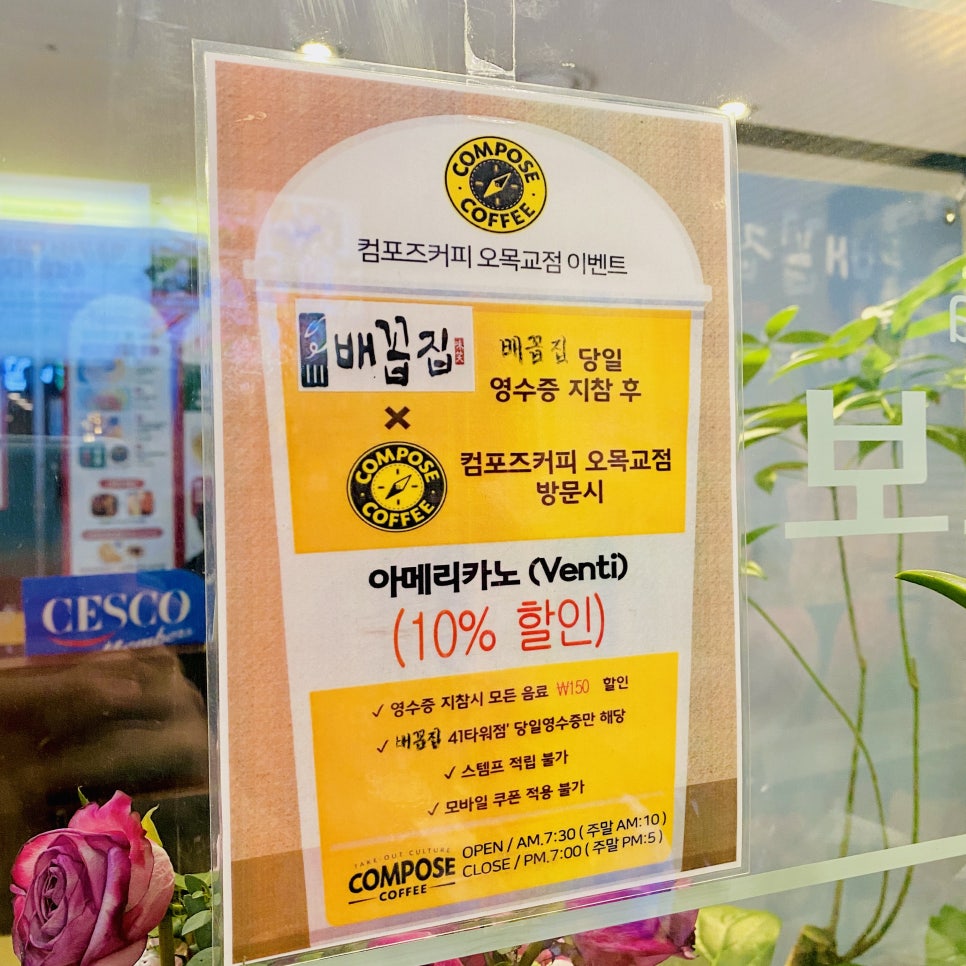 COMPOSE
COFFEE
컴포즈커피 오목교점 이벤트
배꼽집
배꼽집 당일
영수증 지참 후
×
COMPOSE
COFFEE
컴포즈커피 오목교점
방문시
아메리카노 (Venti)
(10% 할인)
✓ 영수증 지참시 모든 음료 ₩150 할인
✓ 배꼽집 41타워점' 당일영수증만 해당
✓ 스템프 적립 불가
✓ 모바일 쿠폰 적용 불가
TAKE-OUT CULTURE
COMPOSE
COFFEE
OPEN / AM.7:30 ( 주말 AM:10 )
CLOSE / PM.7:00 ( 주말 PM:5 )
CESCO
Members
보